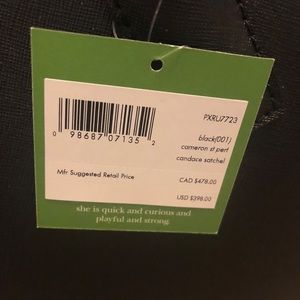 PXRU7723
0 98687 07135 2
black(001)
cameron st perf
candace satchel
Mfr Suggested Retail Price
CAD $478.00
USD $398.00
she is quick and curious and
playful and strong.